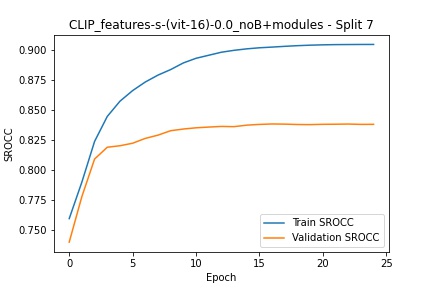 CLIP_features-s-(vit-16)-0.0_noB+modules - Split 7
0.900
0.875
0.850
0.825
0.800
0.775
0.750
SROCC
Train SROCC
Validation SROCC
0 5 10 15 20 25
Epoch